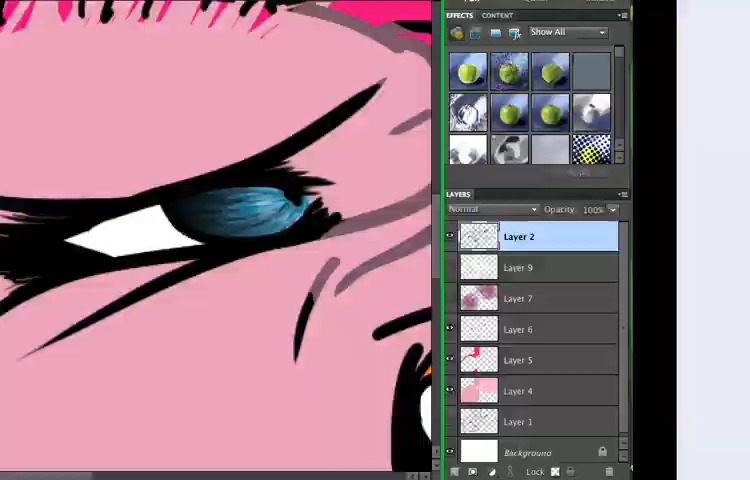 EFFECTS CONTENT
Show All
LAYERS
Normal Opacity: 100%
Layer 2
Layer 9
Layer 7
Layer 6
Layer 5
Layer 4
Layer 1
Background
Lock